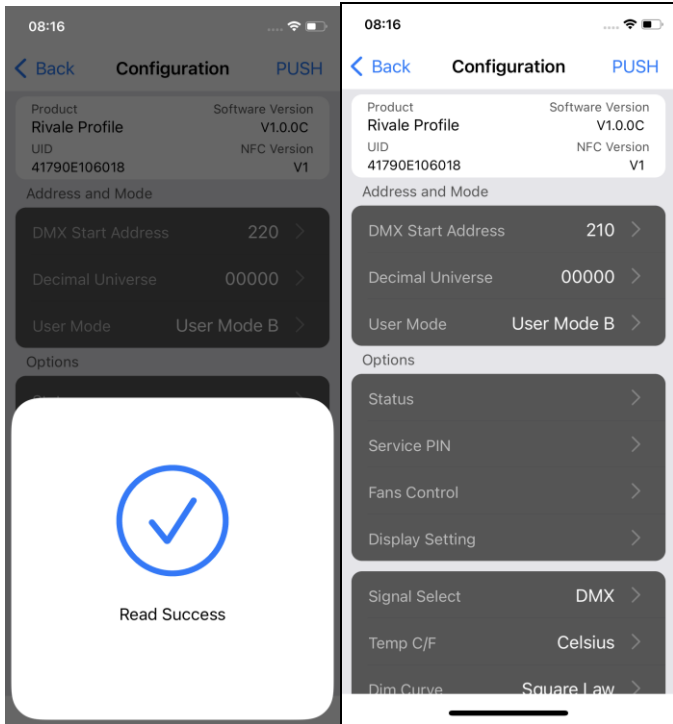 08:16
Back Configuration PUSH
Product Software Version
Rivale Profile V1.0.0C
UID NFC Version
41790E106018 V1
Address and Mode
DMX Start Address 220
Decimal Universe 00000
User Mode User Mode B
Options
Read Success
08:16
Back Configuration PUSH
Product Software Version
Rivale Profile V1.0.0C
UID NFC Version
41790E106018 V1
Address and Mode
DMX Start Address 210
Decimal Universe 00000
User Mode User Mode B
Options
Status
Service PIN
Fans Control
Display Setting
Signal Select DMX
Temp C/F Celsius
Dim Curve Square Law